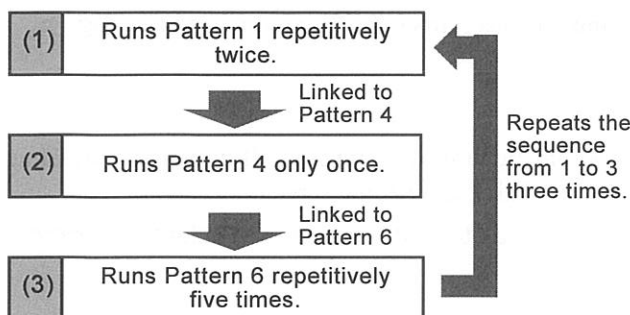 (1) Runs Pattern 1 repetitively
twice.
Linked to
Pattern 4
(2) Runs Pattern 4 only once.
Linked to
Pattern 6
(3) Runs Pattern 6 repetitively
five times.
Repeats the
sequence
from 1 to 3
three times.